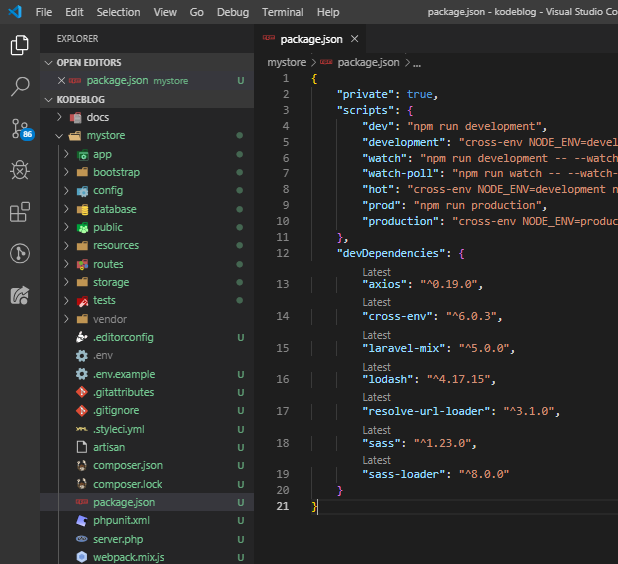 File Edit Selection View Go Debug Terminal Help package.json - kodeblog - Visual Studio Co
EXPLORER
OPEN EDITORS
package.json mystore U
KODEBLOG
docs
mystore
app
bootstrap
config
database
public
resources
routes
storage
tests
vendor
.editorconfig U
.env
.env.example U
.gitattributes U
.gitignore U
.styleci.yml U
artisan U
composer.json U
composer.lock U
package.json U
phpunit.xml U
server.php U
webpack.mix.js U
86
package.json
mystore > package.json > ...
1 {
2 "private": true,
3 "scripts": {
4 "dev": "npm run development",
5 "development": "cross-env NODE_ENV=devel
6 "watch": "npm run development -- --watch
7 "watch-poll": "npm run watch -- --watch-
8 "hot": "cross-env NODE_ENV=development n
9 "prod": "npm run production",
10 "production": "cross-env NODE_ENV=produc
11 },
12 "devDependencies": {
Latest
13 "axios": "^0.19.0",
Latest
14 "cross-env": "^6.0.3",
Latest
15 "laravel-mix": "^5.0.0",
Latest
16 "lodash": "^4.17.15",
Latest
17 "resolve-url-loader": "^3.1.0",
Latest
18 "sass": "^1.23.0",
Latest
19 "sass-loader": "^8.0.0"
20 }
21 }